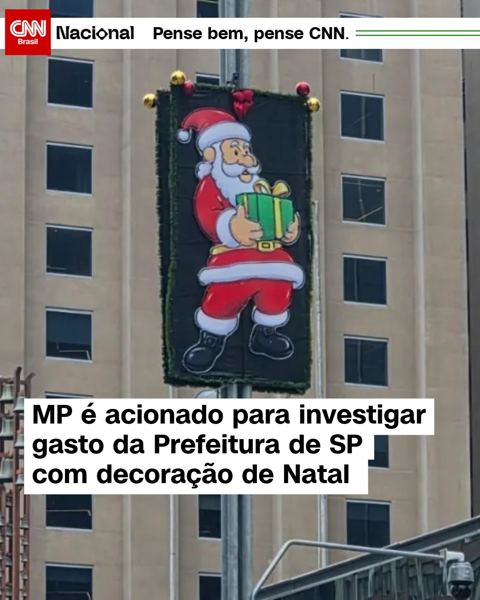 CNN
Brasil
Nacional
Pense bem, pense CNN.
MP é acionado para investigar
gasto da Prefeitura de SP
com decoração de Natal